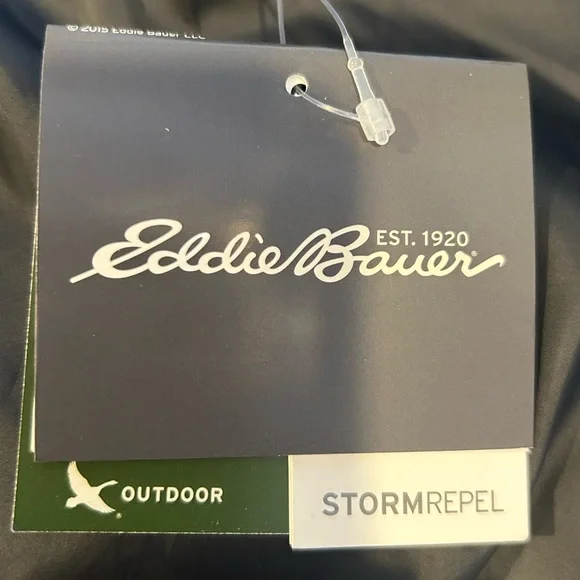 © 2015 Eddie Bauer LLC
EST. 1920
Eddie Bauer®
OUTDOOR
STORMREPEL